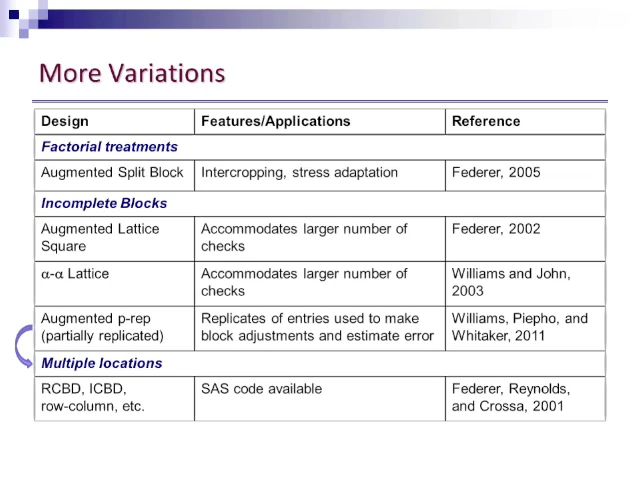 More Variations
Design Features/Applications Reference
Factorial treatments
Augmented Split Block Intercropping, stress adaptation Federer, 2005
Incomplete Blocks
Augmented Lattice Accommodates larger number of Federer, 2002
Square checks
α-α Lattice Accommodates larger number of Williams and John,
checks 2003
Augmented p-rep Replicates of entries used to make Williams, Piepho, and
(partially replicated) block adjustments and estimate error Whitaker, 2011
Multiple locations
RCBD, ICBD, SAS code available Federer, Reynolds,
row-column, etc. and Crossa, 2001